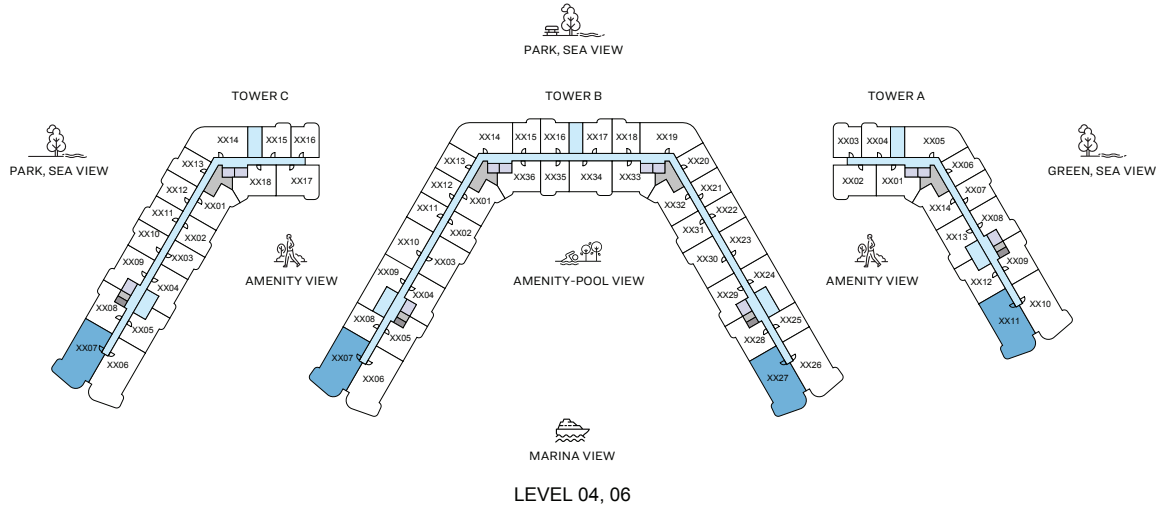 PARK, SEA VIEW
TOWER C
TOWER B
TOWER A
PARK, SEA VIEW
GREEN, SEA VIEW
XX14
XX15
XX16
XX13
XX12
XX11
XX10
XX09
XX08
XX07
XX06
XX05
XX04
XX03
XX02
XX01
XX18
XX17
AMENITY VIEW
XX14
XX15
XX16
XX17
XX18
XX19
XX13
XX12
XX11
XX10
XX09
XX08
XX07
XX06
XX05
XX04
XX03
XX02
XX01
XX36
XX35
XX34
XX33
XX32
XX31
XX30
XX29
XX28
XX27
XX26
XX25
XX24
XX23
XX22
XX21
XX20
AMENITY-POOL VIEW
AMENITY VIEW
XX03
XX04
XX05
XX02
XX01
XX06
XX07
XX08
XX09
XX10
XX11
XX12
XX13
XX14
MARINA VIEW
LEVEL 04, 06